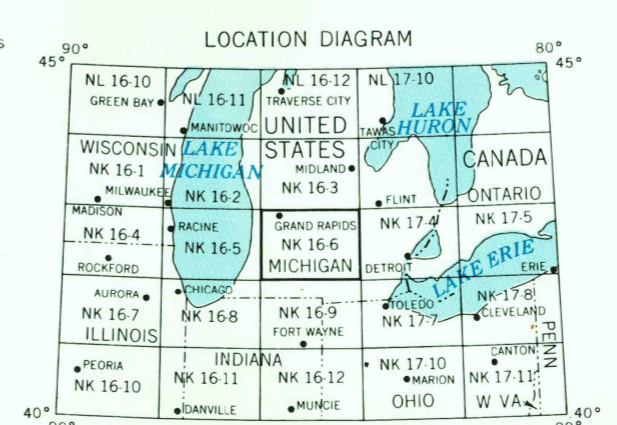 LOCATION DIAGRAM
90° 80°
45° 45°
NL 16-10 NL 16-11 NL 16-12 NL 17-10
GREEN BAY TRAVERSE CITY
LAKE
HURON
MANITOWOC UNITED
STATES
TAWAS
CITY
WISCONSIN LAKE
MICHIGAN
CANADA
NK 16-1 MIDLAND
NK 16-2 NK 16-3
MILWAUKEE FLINT ONTARIO
MADISON
NK 16-4 RACINE GRAND RAPIDS NK 17-4 NK 17-5
NK 16-5 NK 16-6
ROCKFORD MICHIGAN DETROIT LAKE ERIE ERIE
AURORA CHICAGO TOLEDO NK 17-8
NK 16-7 NK 16-8 NK 16-9 NK 17-7 CLEVELAND
ILLINOIS FORT WAYNE PENN
INDIANA CANTON
PEORIA NK 17-10
NK 16-10 NK 16-11 NK 16-12 MARION NK 17-11
DANVILLE MUNCIE OHIO W VA
40°